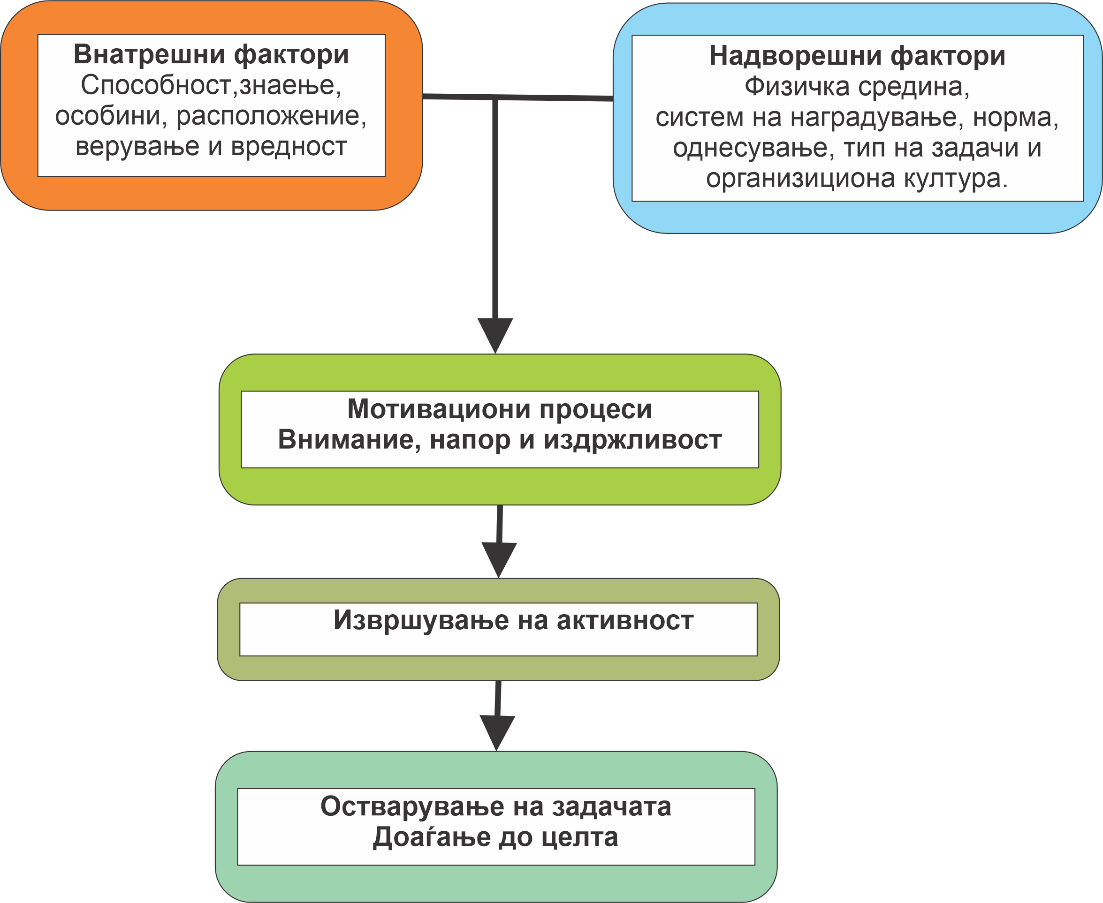 Внатрешни фактори
Способност,знаење,
особини, расположение,
верување и вредност
Надворешни фактори
Физичка средина,
систем на наградување, норма,
однесување, тип на задачи и
организициона култура.
Мотивациони процеси
Внимание, напор и издржливост
Извршување на активност
Остварување на задачата
Доаѓање до целта